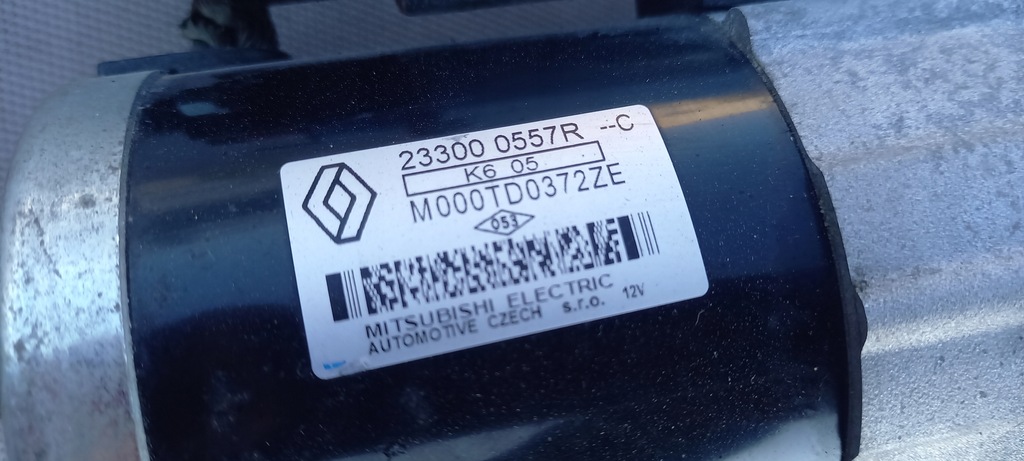 23300 0557R --C
K6 05
M000TD0372ZE
053
MITSUBISHI ELECTRIC
AUTOMOTIVE CZECH s.r.o. 12V